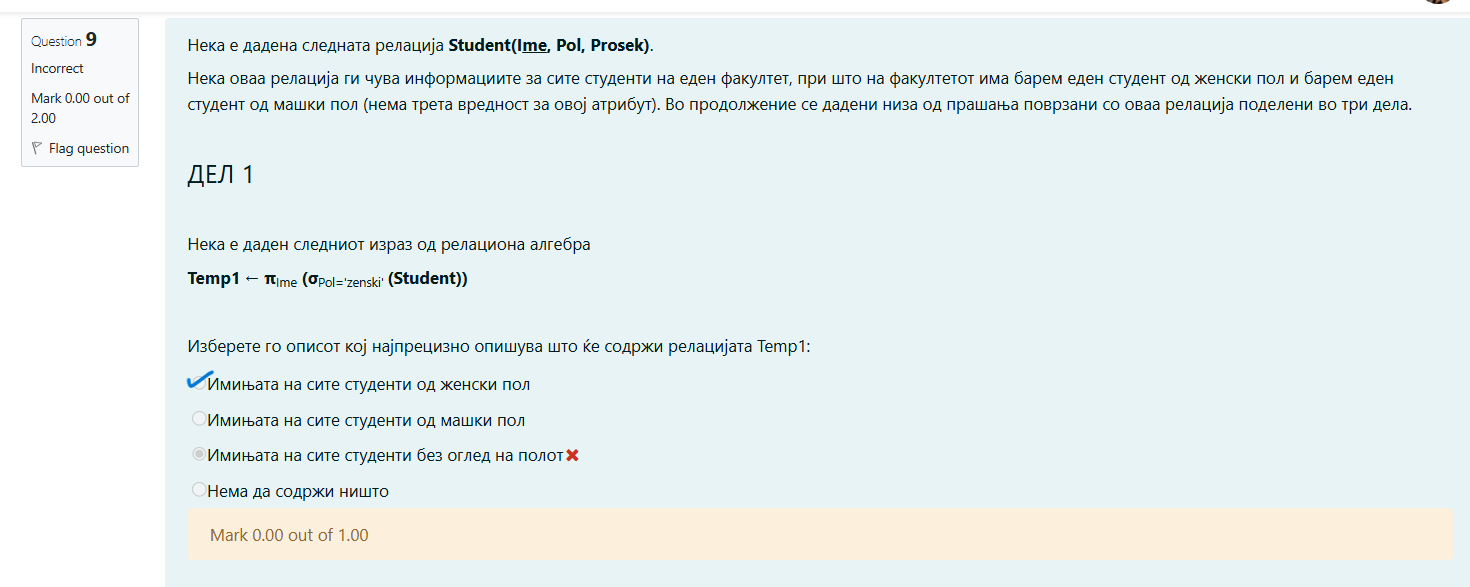 Question 9
Incorrect
Mark 0.00 out of
2.00
Flag question
Нека е дадена следната релација Student(Ime, Pol, Prosek).
Нека оваа релација ги чува информациите за сите студенти на еден факултет, при што на факултетот има барем еден студент од женски пол и барем еден
студент од машки пол (нема трета вредност за овој атрибут). Во продолжение се дадени низа од прашања поврзани со оваа релација поделени во три дела.
ДЕЛ 1
Нека е даден следниот израз од релациона алгебра
Temp1 ← πIme (σPol='zenski' (Student))
Изберете го описот кој најпрецизно опишува што ќе содржи релацијата Temp1:
Имињата на сите студенти од женски пол
Имињата на сите студенти од машки пол
Имињата на сите студенти без оглед на полот
Нема да содржи ништо
Mark 0.00 out of 1.00